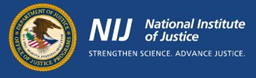 NIJ
National Institute
of Justice
STRENGTHEN SCIENCE. ADVANCE JUSTICE.